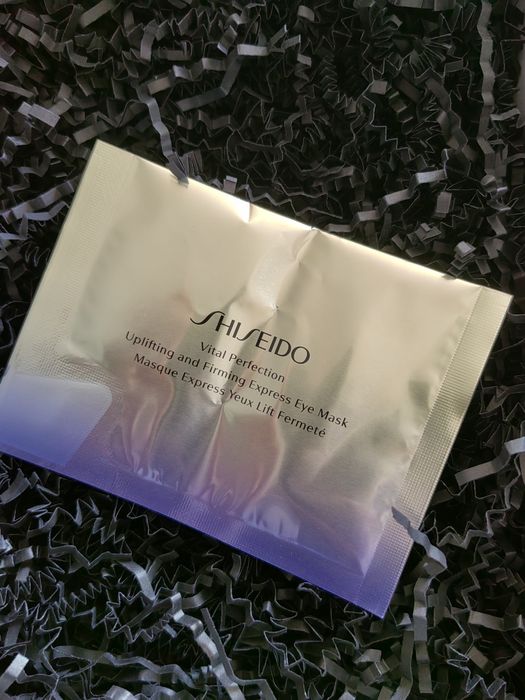 SHISEIDO
Vital Perfection
Uplifting and Firming Express Eye Mask
Masque Express Yeux Lift Fermeté